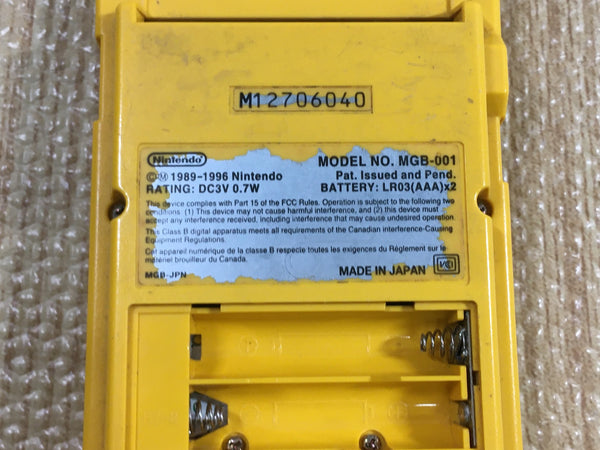 M12706040
Nintendo MODEL NO. MGB-001
©Ⓜ 1989-1996 Nintendo Pat. Issued and Pend.
RATING: DC3V 0.7W BATTERY: LR03(AAA)x2
This device complies with Part 15 of the FCC Rules. Operation is subject to the following two
conditions. (1) This device may not cause harmful interference, and (2) this device must
accept any interference received, including interference that may cause undesired operation.
This Class B digital apparatus meets all requirements of the Canadian Interference-Causing
Equipment Regulations.
Cet appareil numérique de la classe B respecte toutes les exigences du Règlement sur le
matériel brouilleur du Canada.
MADE IN JAPAN VCI
MGB-JPN